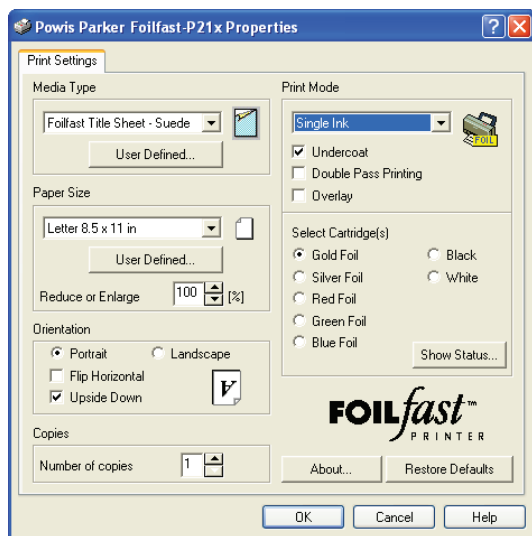 Powis Parker Foilfast-P21x Properties
Print Settings
Media Type
Foilfast Title Sheet - Suede
User Defined...
Paper Size
Letter 8.5 x 11 in
User Defined...
Reduce or Enlarge 100 [%]
Orientation
Portrait Landscape
Flip Horizontal
Upside Down
A
Copies
Number of copies 1
Print Mode
Single Ink
FOIL
Undercoat
Double Pass Printing
Overlay
Select Cartridge(s)
Gold Foil Black
Silver Foil White
Red Foil
Green Foil
Blue Foil
Show Status...
FOILfast™
PRINTER
About... Restore Defaults
OK Cancel Help